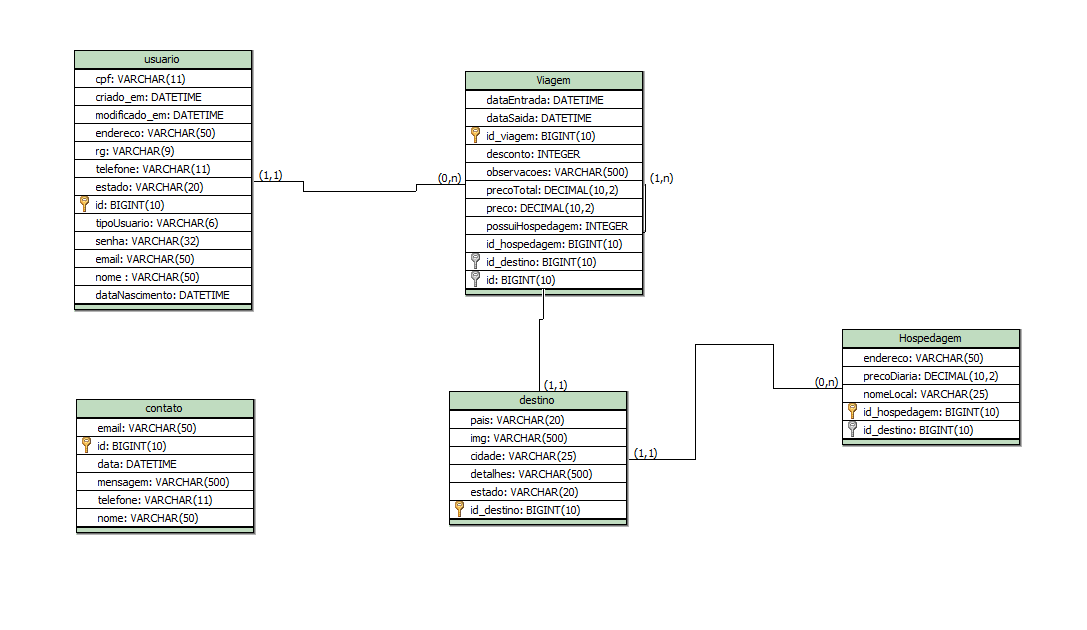 usuario
cpf: VARCHAR(11)
criado_em: DATETIME
modificado_em: DATETIME
endereco: VARCHAR(50)
rg: VARCHAR(9)
telefone: VARCHAR(11)
estado: VARCHAR(20)
id: BIGINT(10)
tipoUsuario: VARCHAR(6)
senha: VARCHAR(32)
email: VARCHAR(50)
nome : VARCHAR(50)
dataNascimento: DATETIME
(1,1)
(0,n)
Viagem
dataEntrada: DATETIME
dataSaida: DATETIME
id_viagem: BIGINT(10)
desconto: INTEGER
observacoes: VARCHAR(500)
precoTotal: DECIMAL(10,2)
preco: DECIMAL(10,2)
possuiHospedagem: INTEGER
id_hospedagem: BIGINT(10)
id_destino: BIGINT(10)
id: BIGINT(10)
(1,n)
(1,1)
contato
email: VARCHAR(50)
id: BIGINT(10)
data: DATETIME
mensagem: VARCHAR(500)
telefone: VARCHAR(11)
nome: VARCHAR(50)
destino
pais: VARCHAR(20)
img: VARCHAR(500)
cidade: VARCHAR(25)
detalhes: VARCHAR(500)
estado: VARCHAR(20)
id_destino: BIGINT(10)
(1,1)
(0,n)
Hospedagem
endereco: VARCHAR(50)
precoDiaria: DECIMAL(10,2)
nomeLocal: VARCHAR(25)
id_hospedagem: BIGINT(10)
id_destino: BIGINT(10)